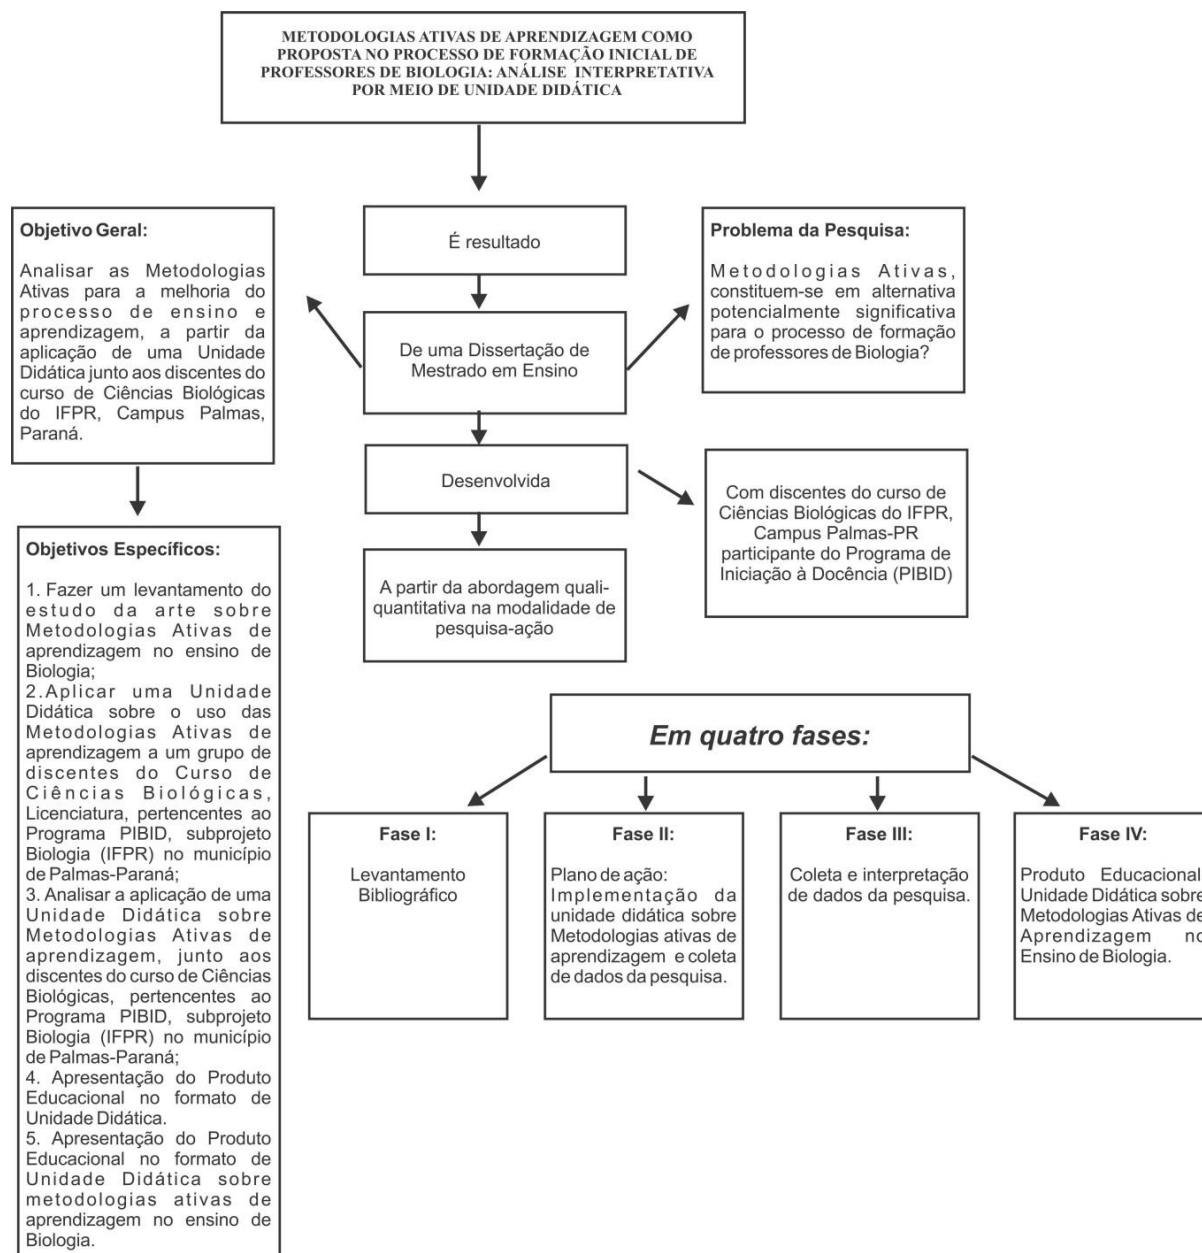 METODOLOGIAS ATIVAS DE APRENDIZAGEM COMO
PROPOSTA NO PROCESSO DE FORMAÇÃO INICIAL DE
PROFESSORES DE BIOLOGIA: ANÁLISE INTERPRETATIVA
POR MEIO DE UNIDADE DIDÁTICA
Objetivo Geral:
Analisar as Metodologias
Ativas para a melhoria do
processo de ensino e
aprendizagem, a partir da
aplicação de uma Unidade
Didática junto aos discentes do
curso de Ciências Biológicas
do IFPR, Campus Palmas,
Paraná.
É resultado
De uma Dissertação de
Mestrado em Ensino
Problema da Pesquisa:
Metodologias Ativas,
constituem-se em alternativa
potencialmente significativa
para o processo de formação
de professores de Biologia?
Desenvolvida
Com discentes do curso de
Ciências Biológicas do IFPR,
Campus Palmas-PR
participante do Programa de
Iniciação à Docência (PIBID)
A partir da abordagem quali-
quantitativa na modalidade de
pesquisa-ação
Objetivos Específicos:
1. Fazer um levantamento do
estudo da arte sobre
Metodologias Ativas de
aprendizagem no ensino de
Biologia;
2.Aplicar uma Unidade
Didática sobre o uso das
Metodologias Ativas de
aprendizagem a um grupo de
discentes do Curso de
Ciências Biológicas,
Licenciatura, pertencentes ao
Programa PIBID, subprojeto
Biologia (IFPR) no município
de Palmas-Paraná;
3. Analisar a aplicação de uma
Unidade Didática sobre
Metodologias Ativas de
aprendizagem, junto aos
discentes do curso de Ciências
Biológicas, pertencentes ao
Programa PIBID, subprojeto
Biologia (IFPR) no município
de Palmas-Paraná;
4. Apresentação do Produto
Educacional no formato de
Unidade Didática.
5. Apresentação do Produto
Educacional no formato de
Unidade Didática sobre
metodologias ativas de
aprendizagem no ensino de
Biologia.
Em quatro fases:
Fase I:
Levantamento
Bibliográfico
Fase II:
Plano de ação:
Implementação da
unidade didática sobre
Metodologias ativas de
aprendizagem e coleta
de dados da pesquisa.
Fase III:
Coleta e interpretação
de dados da pesquisa.
Fase IV:
Produto Educacional
Unidade Didática sobre
Metodologias Ativas de
Aprendizagem no
Ensino de Biologia.